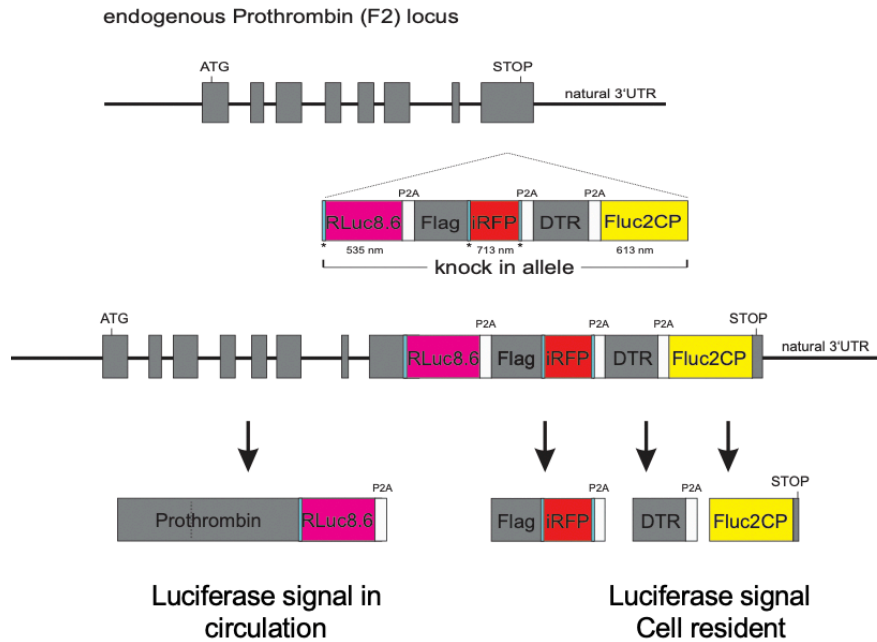 endogenous Prothrombin (F2) locus
ATG STOP
natural 3'UTR
P2A P2A P2A
RLuc8.6 Flag iRFP DTR Fluc2CP
* 535 nm * 713 nm * 613 nm
knock in allele
ATG STOP
P2A P2A P2A
natural 3'UTR
RLuc8.6 Flag iRFP DTR Fluc2CP
STOP
P2A P2A P2A
Prothrombin RLuc8.6 Flag iRFP DTR Fluc2CP
Luciferase signal in
circulation
Luciferase signal
Cell resident